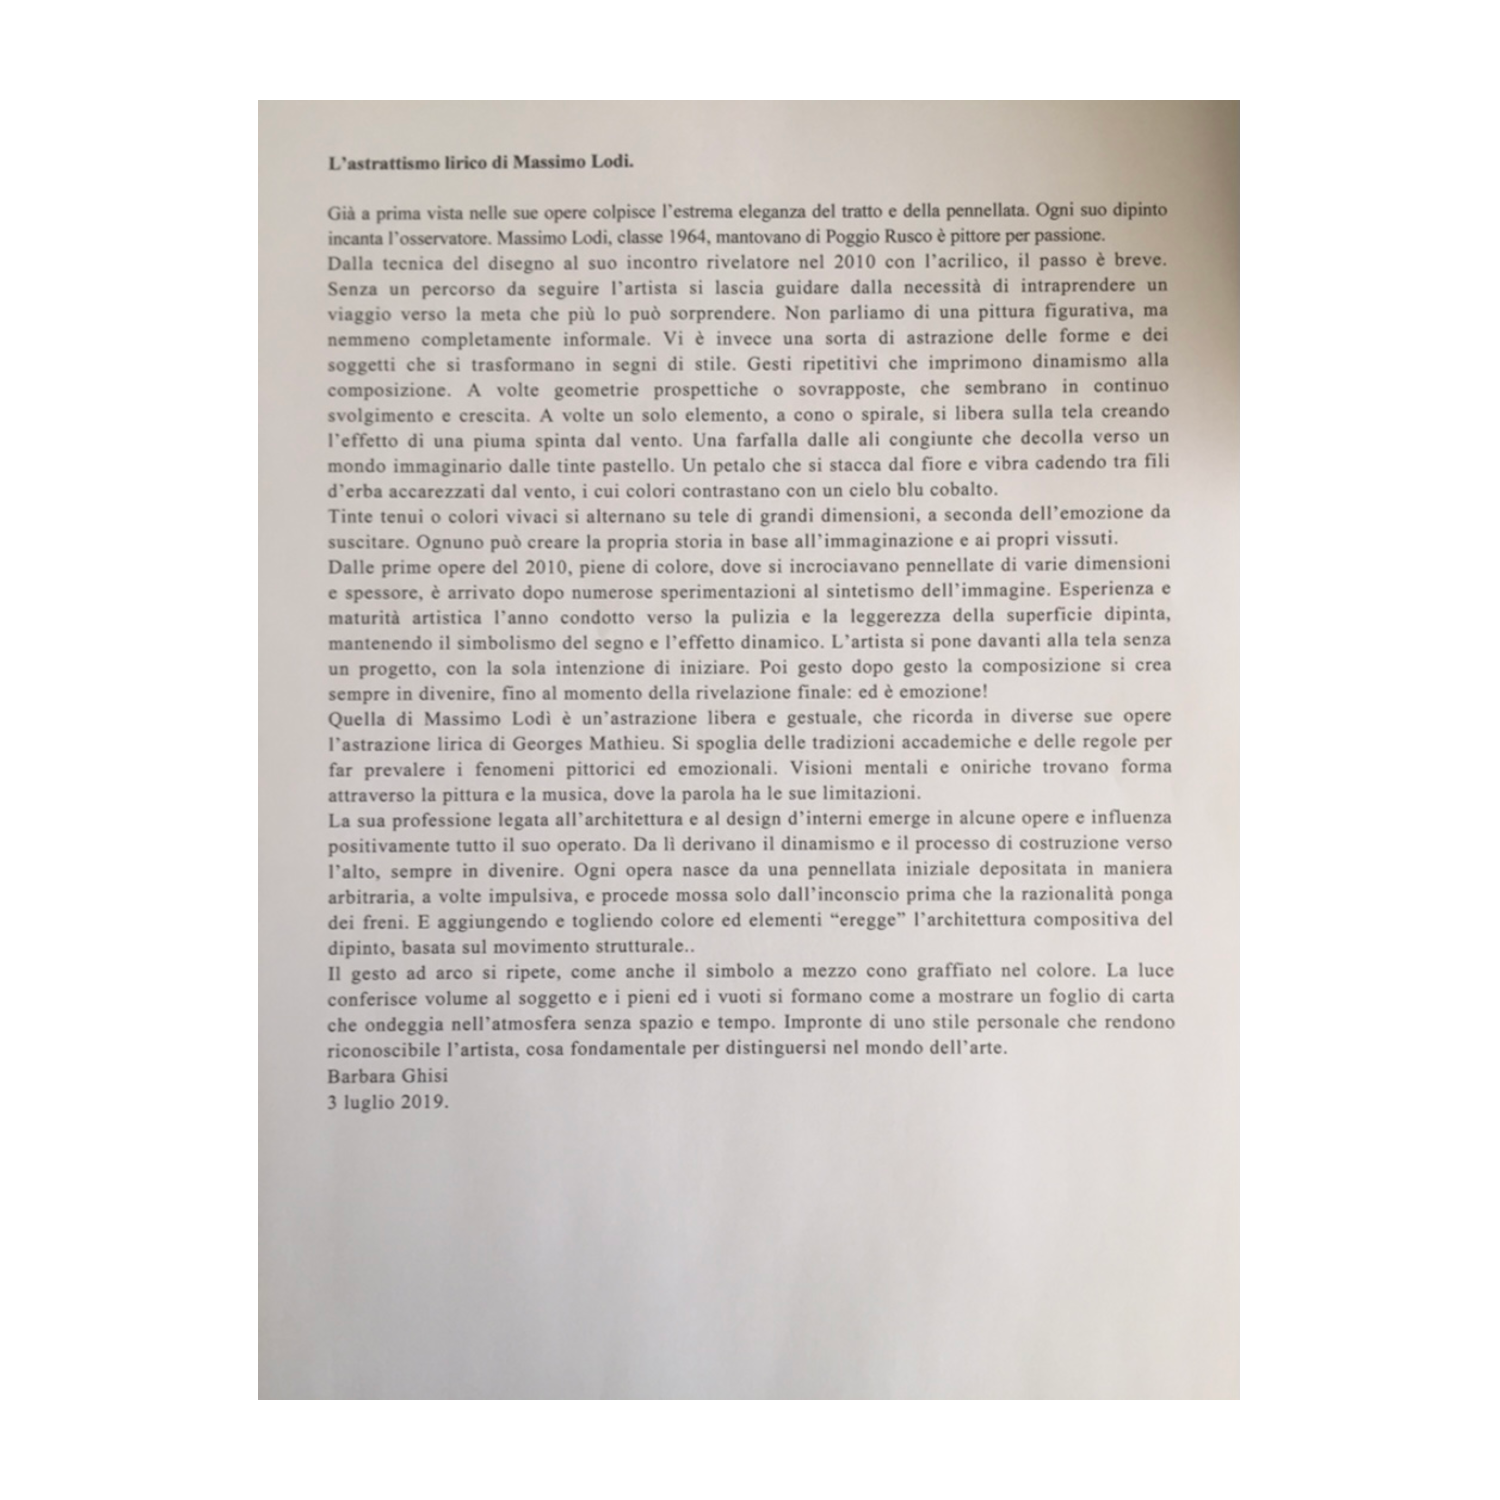 L'astrattismo lirico di Massimo Lodi.
Già a prima vista nelle sue opere colpisce l'estrema eleganza del tratto e della pennellata. Ogni suo dipinto
incanta l'osservatore. Massimo Lodi, classe 1964, mantovano di Poggio Rusco è pittore per passione.
Dalla tecnica del disegno al suo incontro rivelatore nel 2010 con l'acrilico, il passo è breve.
Senza un percorso da seguire l'artista si lascia guidare dalla necessità di intraprendere un
viaggio verso la meta che più lo può sorprendere. Non parliamo di una pittura figurativa, ma
nemmeno completamente informale. Vi è invece una sorta di astrazione delle forme e dei
soggetti che si trasformano in segni di stile. Gesti ripetitivi che imprimono dinamismo alla
composizione. A volte geometrie prospettiche o sovrapposte, che sembrano in continuo
svolgimento e crescita. A volte un solo elemento, a cono o spirale, si libera sulla tela creando
l'effetto di una piuma spinta dal vento. Una farfalla dalle ali congiunte che decolla verso un
mondo immaginario dalle tinte pastello. Un petalo che si stacca dal fiore e vibra cadendo tra fili
d'erba accarezzati dal vento, i cui colori contrastano con un cielo blu cobalto.
Tinte tenui o colori vivaci si alternano su tele di grandi dimensioni, a seconda dell'emozione da
suscitare. Ognuno può creare la propria storia in base all'immaginazione e ai propri vissuti.
Dalle prime opere del 2010, piene di colore, dove si incrociavano pennellate di varie dimensioni
e spessore, è arrivato dopo numerose sperimentazioni al sintetismo dell'immagine. Esperienza e
maturità artistica l'anno condotto verso la pulizia e la leggerezza della superficie dipinta,
mantenendo il simbolismo del segno e l'effetto dinamico. L'artista si pone davanti alla tela senza
un progetto, con la sola intenzione di iniziare. Poi gesto dopo gesto la composizione si crea
sempre in divenire, fino al momento della rivelazione finale: ed è emozione!
Quella di Massimo Lodì è un'astrazione libera e gestuale, che ricorda in diverse sue opere
l'astrazione lirica di Georges Mathieu. Si spoglia delle tradizioni accademiche e delle regole per
far prevalere i fenomeni pittorici ed emozionali. Visioni mentali e oniriche trovano forma
attraverso la pittura e la musica, dove la parola ha le sue limitazioni.
La sua professione legata all'architettura e al design d'interni emerge in alcune opere e influenza
positivamente tutto il suo operato. Da lì derivano il dinamismo e il processo di costruzione verso
l'alto, sempre in divenire. Ogni opera nasce da una pennellata iniziale depositata in maniera
arbitraria, a volte impulsiva, e procede mossa solo dall'inconscio prima che la razionalità ponga
dei freni. E aggiungendo e togliendo colore ed elementi “eregge” l'architettura compositiva del
dipinto, basata sul movimento strutturale..
Il gesto ad arco si ripete, come anche il simbolo a mezzo cono graffiato nel colore. La luce
conferisce volume al soggetto e i pieni ed i vuoti si formano come a mostrare un foglio di carta
che ondeggia nell'atmosfera senza spazio e tempo. Impronte di uno stile personale che rendono
riconoscibile l'artista, cosa fondamentale per distinguersi nel mondo dell'arte.
Barbara Ghisi
3 luglio 2019.